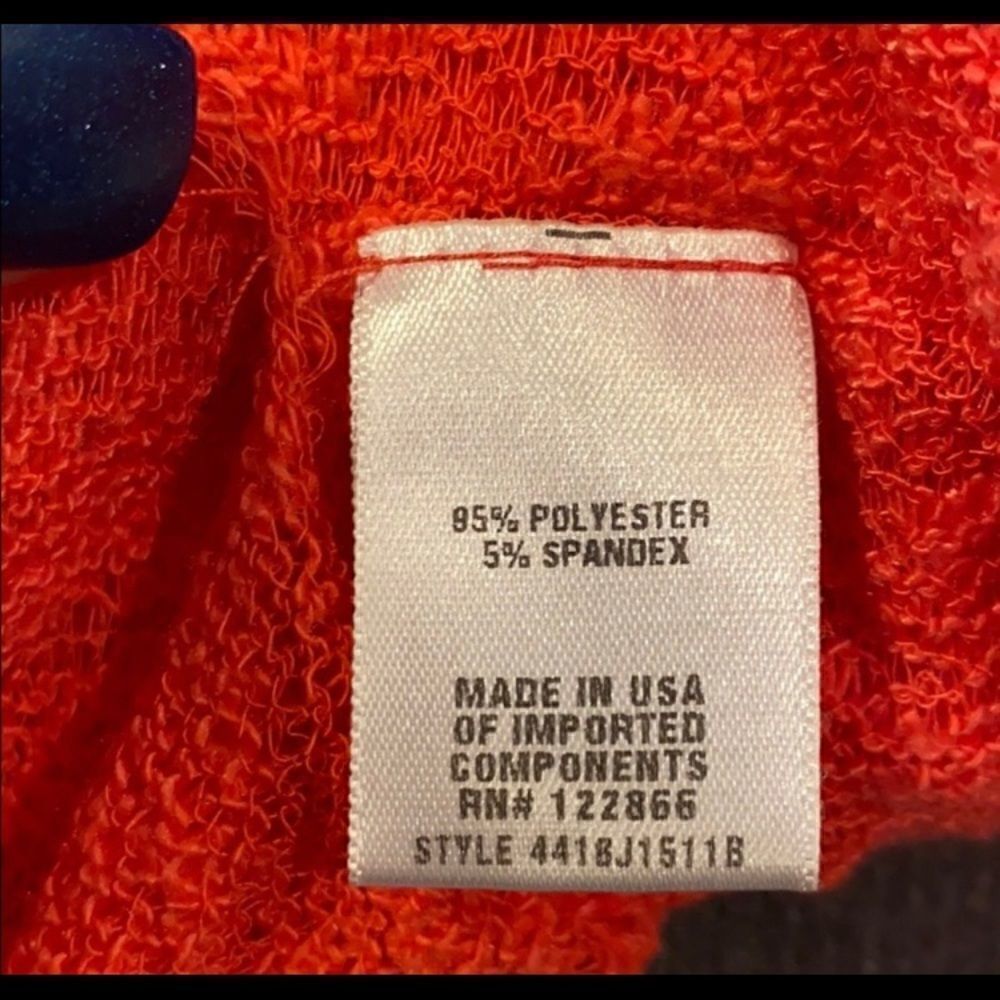 95% POLYESTER
5% SPANDEX
MADE IN USA
OF IMPORTED
COMPONENTS
RN# 122866
STYLE 4418J1511B